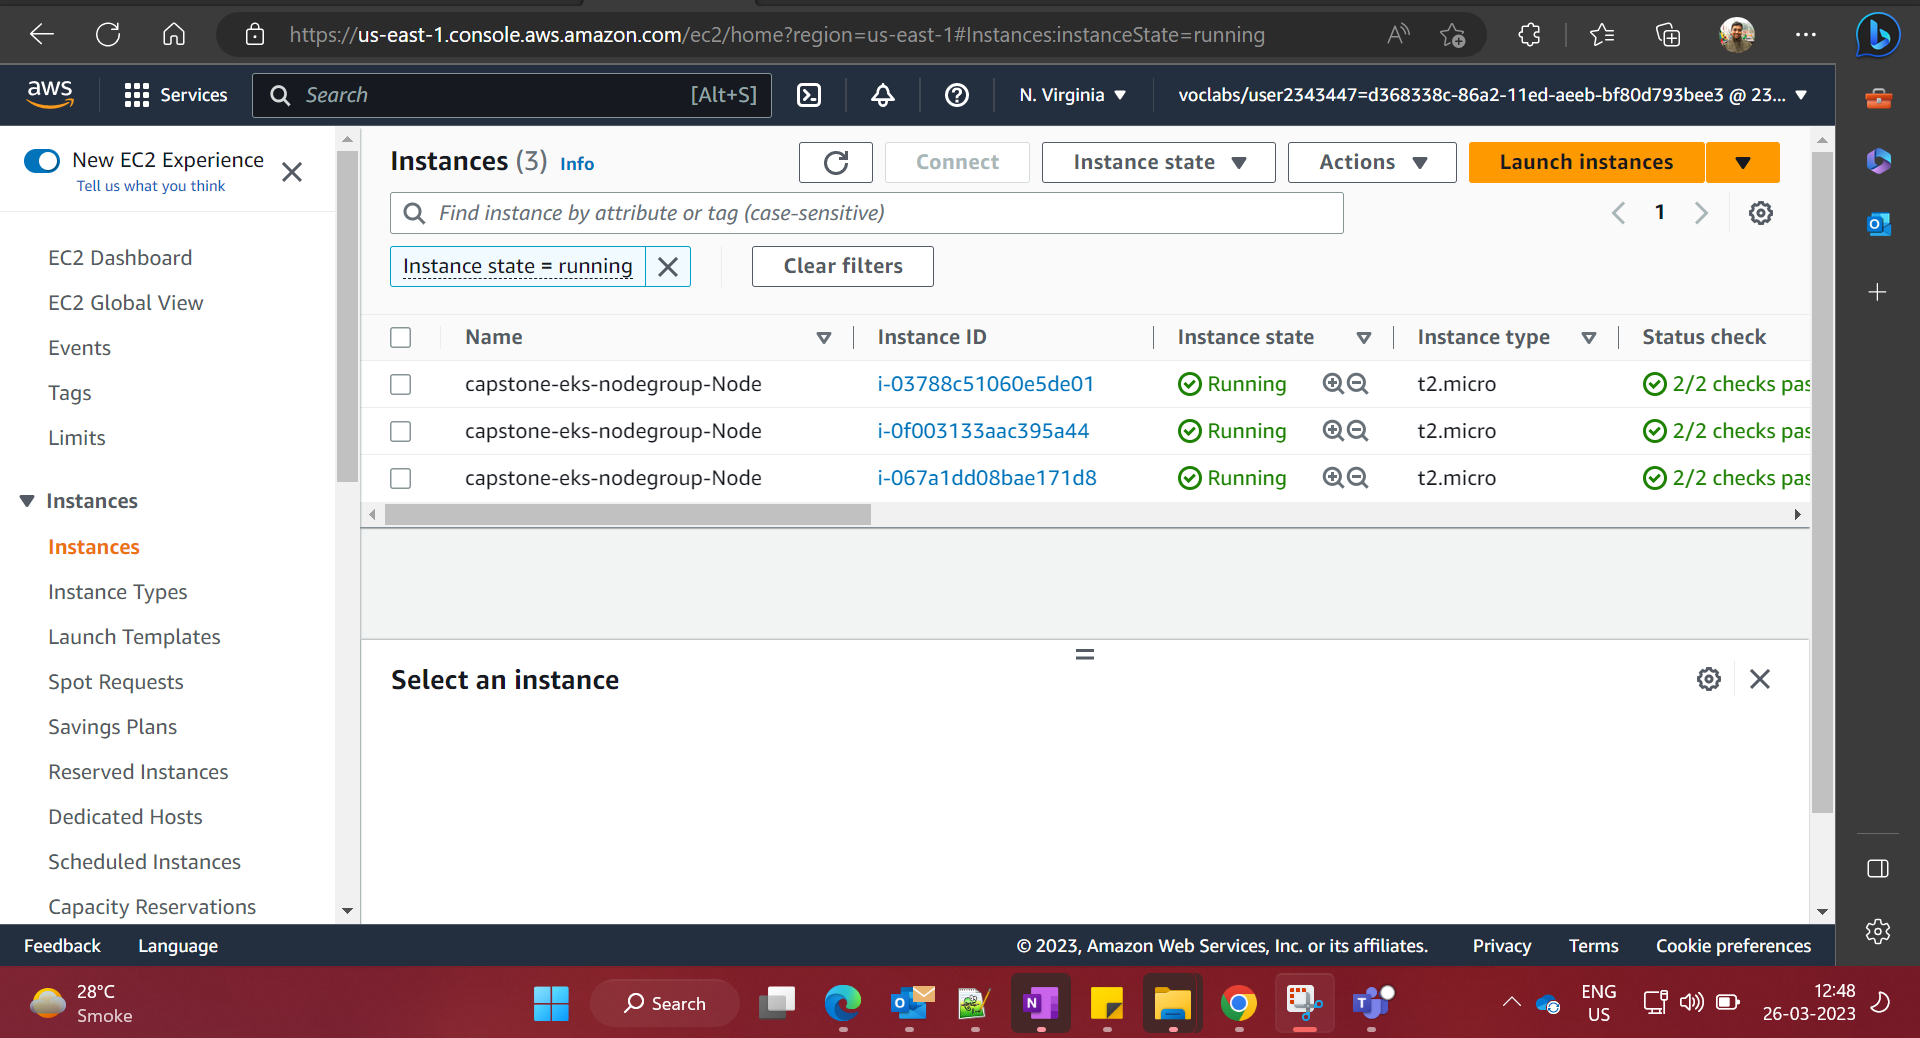 https://us-east-1.console.aws.amazon.com/ec2/home?region=us-east-1#Instances:instanceState=running
aws
Services
Search
[Alt+S]
N. Virginia
voclabs/user2343447=d368338c-86a2-11ed-aeeb-bf80d793bee3 @ 23...
New EC2 Experience
Tell us what you think
EC2 Dashboard
EC2 Global View
Events
Tags
Limits
Instances
Instances
Instance Types
Launch Templates
Spot Requests
Savings Plans
Reserved Instances
Dedicated Hosts
Scheduled Instances
Capacity Reservations
Instances (3) Info
Connect
Instance state
Actions
Launch instances
Find instance by attribute or tag (case-sensitive)
1
Instance state = running
Clear filters
Name Instance ID Instance state Instance type Status check
capstone-eks-nodegroup-Node i-03788c51060e5de01 Running t2.micro 2/2 checks pas
capstone-eks-nodegroup-Node i-0f003133aac395a44 Running t2.micro 2/2 checks pas
capstone-eks-nodegroup-Node i-067a1dd08bae171d8 Running t2.micro 2/2 checks pas
Select an instance
Feedback Language © 2023, Amazon Web Services, Inc. or its affiliates. Privacy Terms Cookie preferences
28°C
Smoke
Search
ENG
US
12:48
26-03-2023